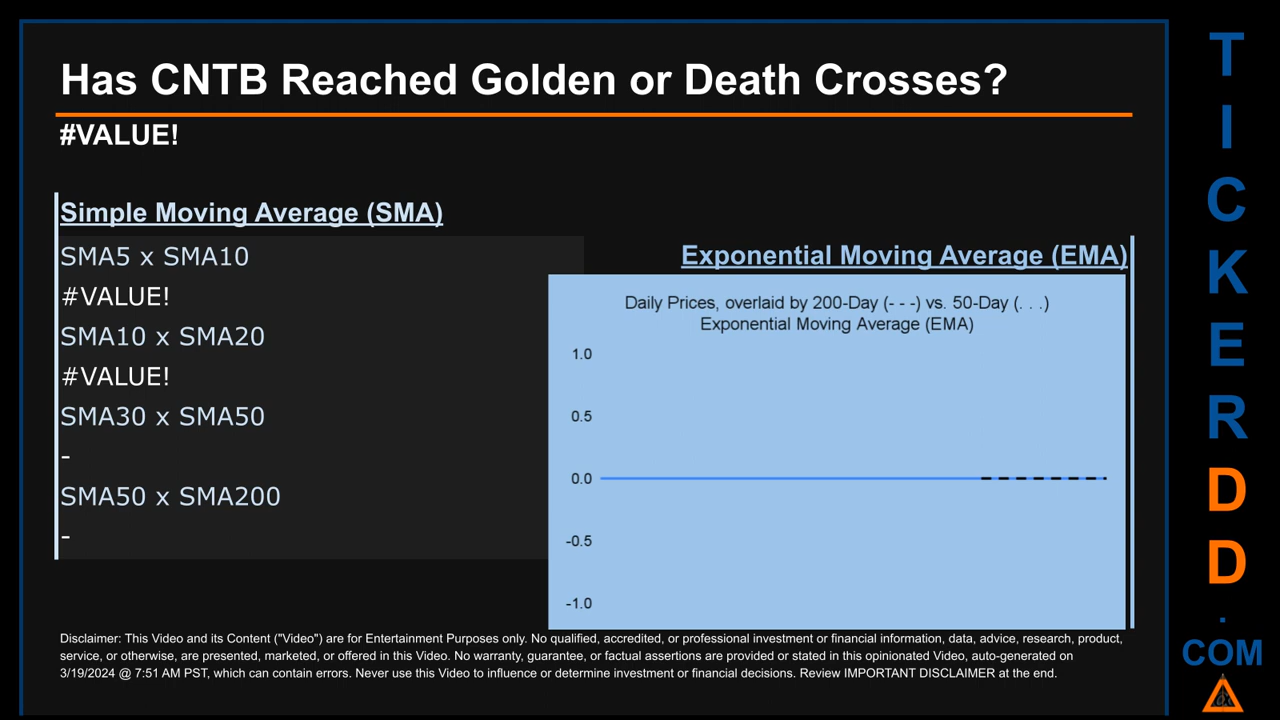 Has CNTB Reached Golden or Death Crosses?
#VALUE!
Simple Moving Average (SMA)
SMA5 x SMA10
#VALUE!
SMA10 x SMA20
#VALUE!
SMA30 x SMA50
-
SMA50 x SMA200
-
Exponential Moving Average (EMA)
Daily Prices, overlaid by 200-Day (- - -) vs. 50-Day (. . .)
Exponential Moving Average (EMA)
1.0
0.5
0.0
-0.5
-1.0
Disclaimer: This Video and its Content ("Video") are for Entertainment Purposes only. No qualified, accredited, or professional investment or financial information, data, advice, research, product,
service, or otherwise, are presented, marketed, or offered in this Video. No warranty, guarantee, or factual assertions are provided or stated in this opinionated Video, auto-generated on
3/19/2024 @ 7:51 AM PST, which can contain errors. Never use this Video to influence or determine investment or financial decisions. Review IMPORTANT DISCLAIMER at the end.
T
I
C
K
E
R
D
D
.
COM